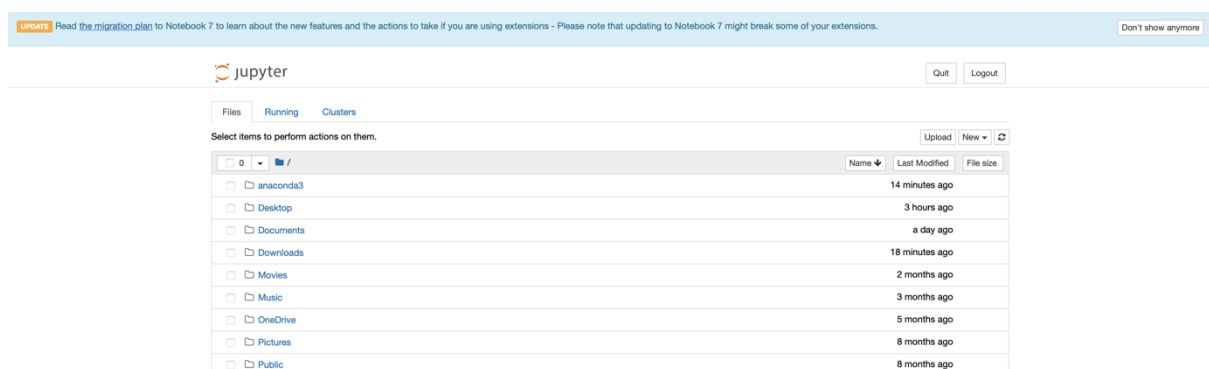 UPDATE Read the migration plan to Notebook 7 to learn about the new features and the actions to take if you are using extensions - Please note that updating to Notebook 7 might break some of your extensions. Don't show anymore
jupyter Quit Logout
Files Running Clusters
Select items to perform actions on them. Upload New
0 / Name Last Modified File size
anaconda3 14 minutes ago
Desktop 3 hours ago
Documents a day ago
Downloads 18 minutes ago
Movies 2 months ago
Music 3 months ago
OneDrive 5 months ago
Pictures 8 months ago
Public 8 months ago